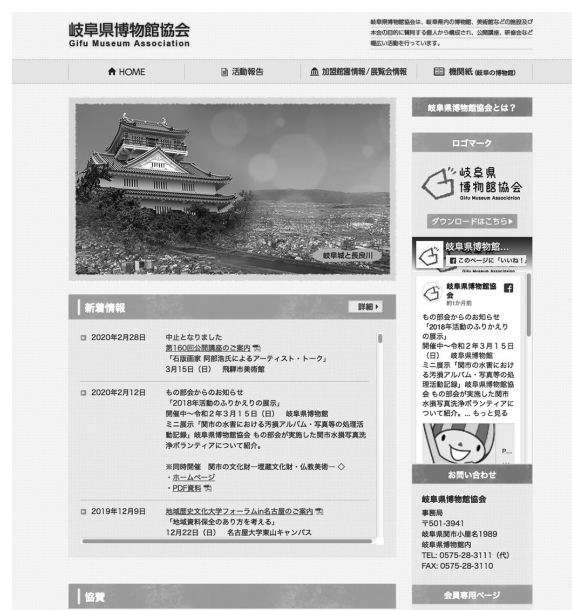 岐阜県博物館協会
Gifu Museum Association
岐阜県博物館協会は、岐阜県内の博物館、美術館などの施設及び
本会の目的に賛同する個人から構成され、公開講座、研修会など
幅広い活動を行っています。
HOME
活動報告
加盟館園情報/展覧会情報
機関紙 (岐阜の博物館)
岐阜城と長良川
新着情報
詳細
2020年2月28日
中止となりました
第160回公開講座のご案内
「石版画家 阿部浩氏によるアーティスト・トーク」
3月15日（日） 飛騨市美術館
2020年2月12日
もの部会からのお知らせ
「2018年活動のふりかえりの展示」
開催中～令和２年３月１５日（日） 岐阜県博物館
ミニ展示「関市の水害における汚損アルバム・写真等の処理活
動記録」岐阜県博物館協会 もの部会が実施した関市水損写真洗
浄ボランティアについて紹介。
※同時開催 関市の文化財ー埋蔵文化財・仏教美術ー ◇
・ホームページ
・PDF資料
2019年12月9日
地域歴史文化大学フォーラムin名古屋のご案内
「地域資料保全のあり方を考える」
12月22日（日） 名古屋大学東山キャンパス
協賛
岐阜県博物館協会とは？
ロゴマーク
岐阜県
博物館協会
Gifu Museum Association
ダウンロードはこちら
岐阜県博物館...
このページに「いいね！
岐阜県博物館協
会
約1か月前
もの部会からのお知らせ
「2018年活動のふりかえり
の展示」
開催中～令和２年３月１５日
（日） 岐阜県博物館
ミニ展示「関市の水害におけ
る汚損アルバム・写真等の処
理活動記録」岐阜県博物館協
会 もの部会が実施した関市
水損写真洗浄ボランティアに
ついて紹介。... もっと見る
P...
お問い合わせ
岐阜県博物館協会
事務局
〒501-3941
岐阜県関市小屋名1989
岐阜県博物館内
TEL: 0575-28-3111（代）
FAX: 0575-28-3110
会員専用ページ